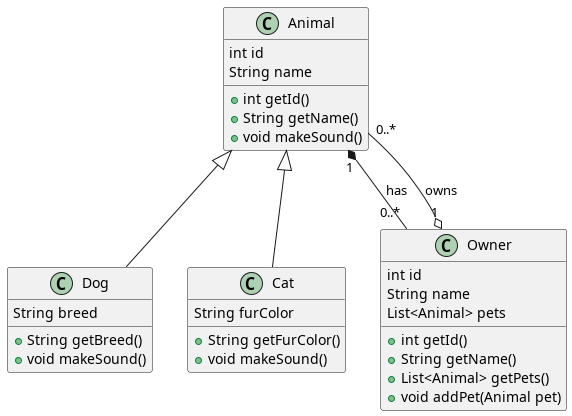 C Animal
int id
String name
int getId()
String getName()
void makeSound()
0..*
1
has
owns
0..*
1
C Dog
String breed
String getBreed()
void makeSound()
C Cat
String furColor
String getFurColor()
void makeSound()
C Owner
int id
String name
List<Animal> pets
int getId()
String getName()
List<Animal> getPets()
void addPet(Animal pet)